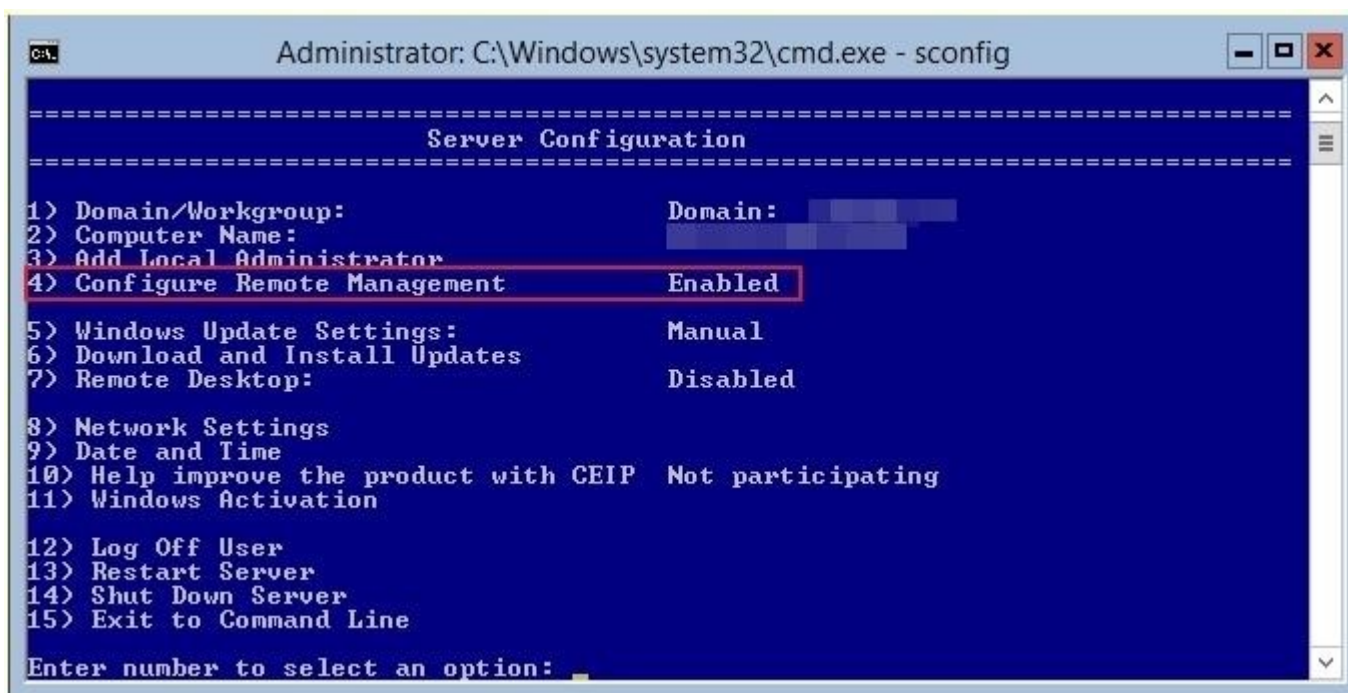 Administrator: C:\Windows\system32\cmd.exe - sconfig
===============================================================================
Server Configuration
===============================================================================
1) Domain/Workgroup: Domain:
2) Computer Name:
3) Add Local Administrator
4) Configure Remote Management Enabled
5) Windows Update Settings: Manual
6) Download and Install Updates
7) Remote Desktop: Disabled
8) Network Settings
9) Date and Time
10) Help improve the product with CEIP Not participating
11) Windows Activation
12) Log Off User
13) Restart Server
14) Shut Down Server
15) Exit to Command Line
Enter number to select an option: